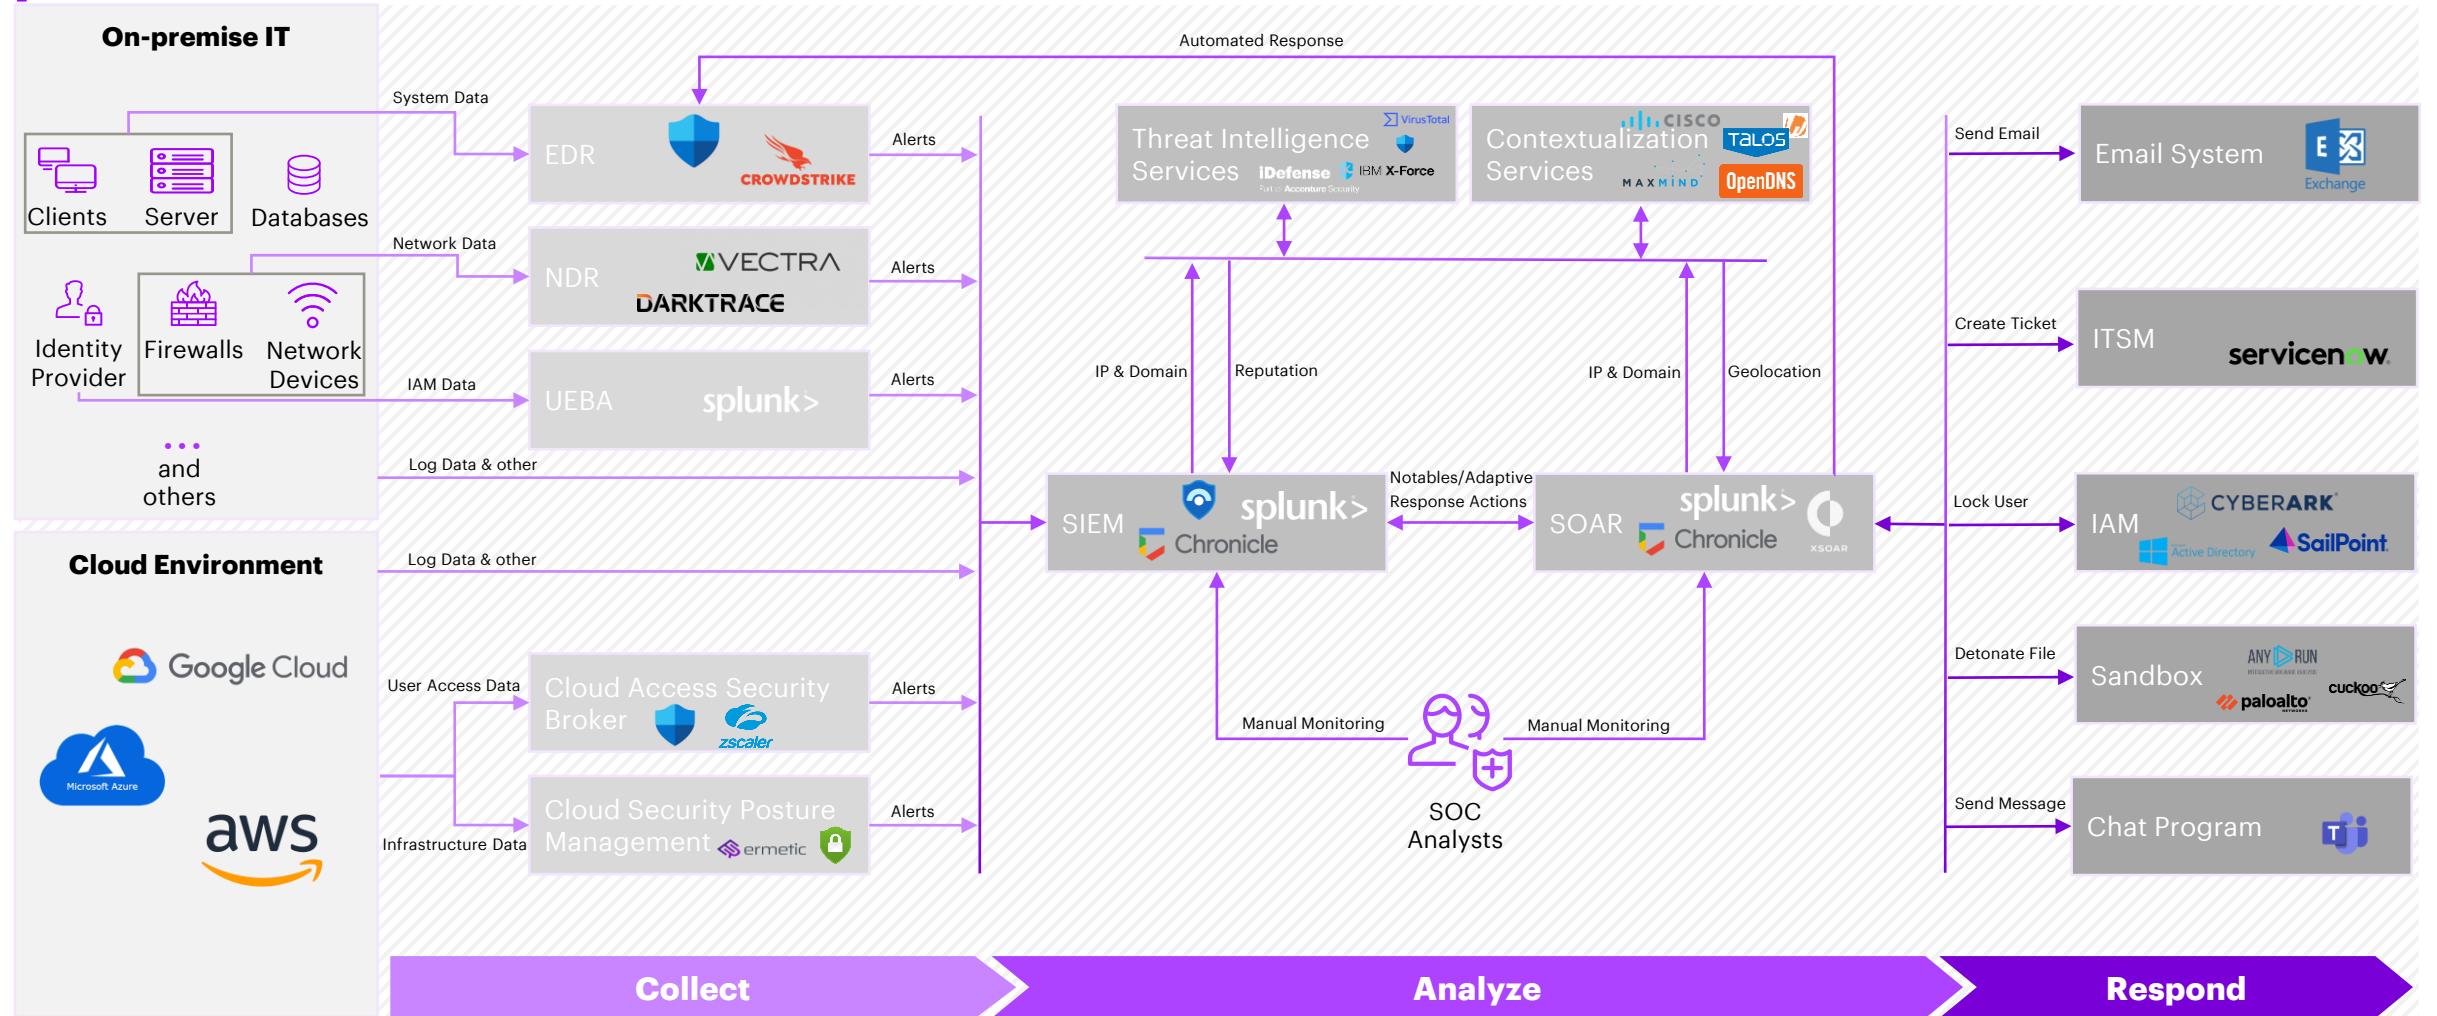 On-premise IT
Clients
Server
Databases
Identity
Provider
Firewalls
Network
Devices
...
and
others
Cloud Environment
Google Cloud
Microsoft Azure
aws
System Data
Network Data
IAM Data
Log Data & other
Log Data & other
User Access Data
Infrastructure Data
EDR
CROWDSTRIKE
NDR
VECTRA
DARKTRACE
UEBA
splunk>
Cloud Access Security
Broker
zscaler
Cloud Security Posture
Management
ermetic
Alerts
Alerts
Alerts
Alerts
Alerts
Automated Response
Threat Intelligence
Services
VirusTotal
iDefense
Part of Accenture Security
IBM X-Force
Contextualization
Services
CISCO
TALOS
MAXMIND
OpenDNS
IP & Domain
Reputation
IP & Domain
Geolocation
SIEM
splunk>
Chronicle
Notables/Adaptive
Response Actions
SOAR
splunk>
Chronicle
XSOAR
Manual Monitoring
Manual Monitoring
SOC
Analysts
Send Email
Email System
E
Exchange
Create Ticket
ITSM
servicenow
Lock User
IAM
CYBERARK
Active Directory
SailPoint
Detonate File
Sandbox
ANY RUN
paloalto
NETWORKS
cuckoo
Send Message
Chat Program
T
Collect
Analyze
Respond